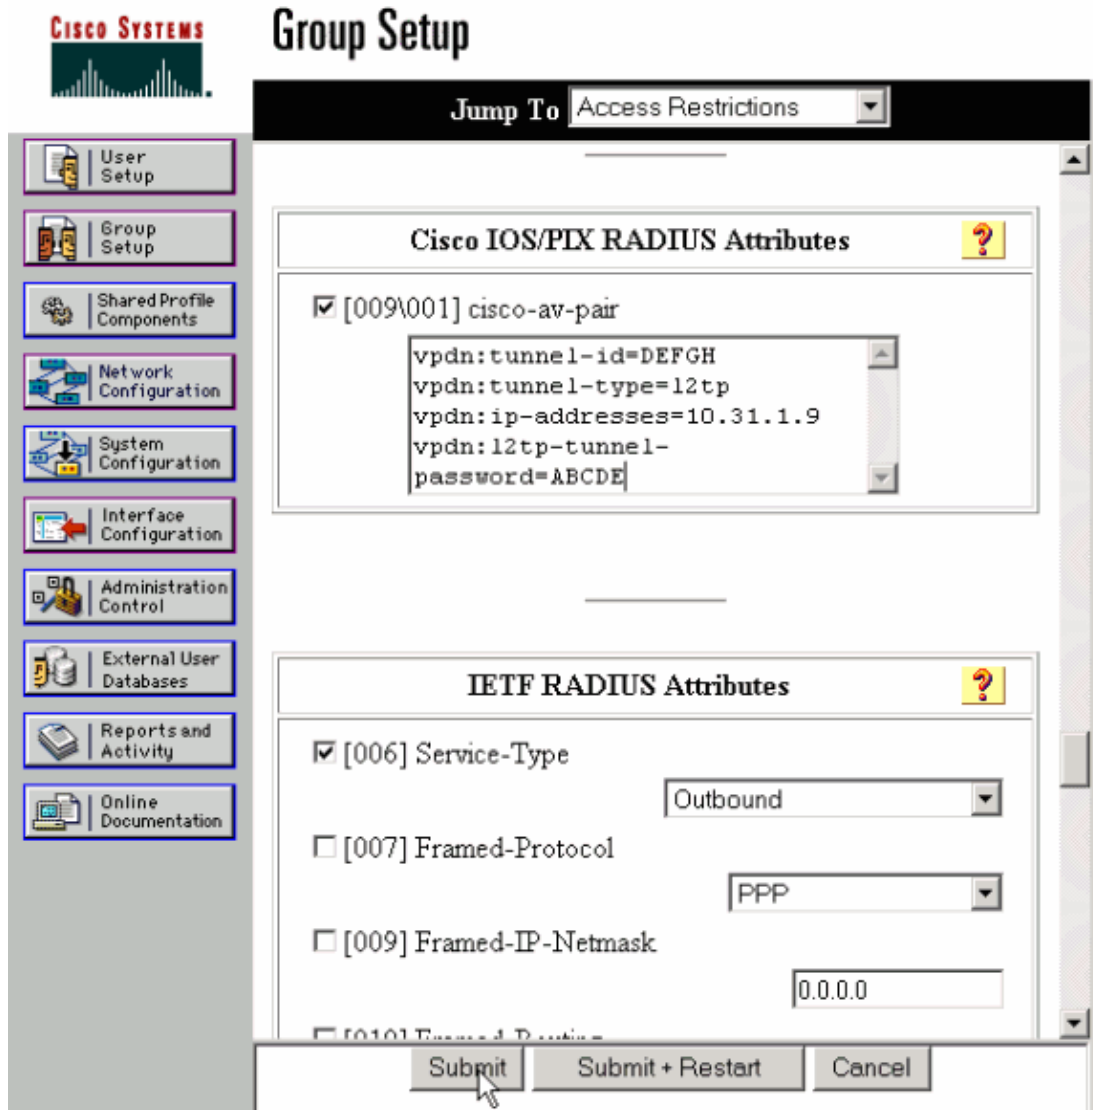 CISCO SYSTEMS
Group Setup
Jump To Access Restrictions
User
Setup
Group
Setup
Shared Profile
Components
Network
Configuration
System
Configuration
Interface
Configuration
Administration
Control
External User
Databases
Reports and
Activity
Online
Documentation
Cisco IOS/PIX RADIUS Attributes
?
[009\001] cisco-av-pair
vpdn:tunnel-id=DEFGH
vpdn:tunnel-type=l2tp
vpdn:ip-addresses=10.31.1.9
vpdn:l2tp-tunnel-
password=ABCDE
IETF RADIUS Attributes
?
[006] Service-Type
Outbound
[007] Framed-Protocol
PPP
[009] Framed-IP-Netmask
0.0.0.0
Submit Submit + Restart Cancel